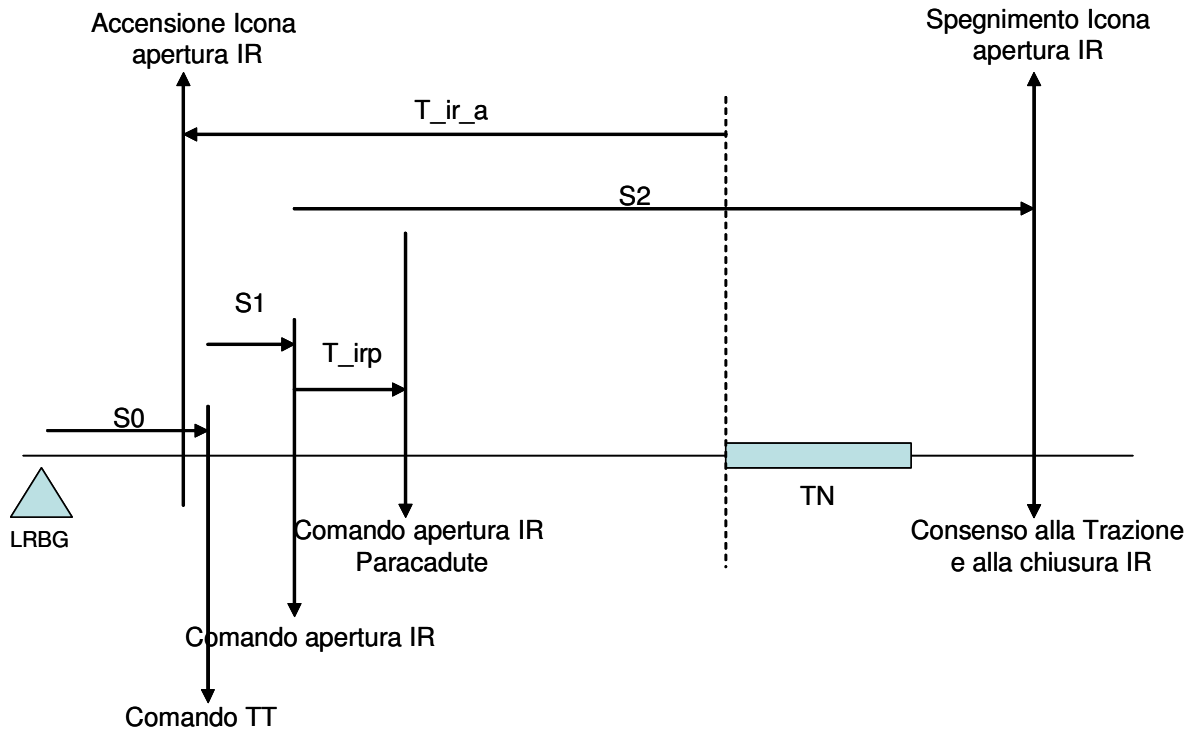 Accensione Icona
apertura IR
Spegnimento Icona
apertura IR
T_ir_a
S2
S1
T_irp
S0
LRBG
TN
Comando apertura IR
Paracadute
Consenso alla Trazione
e alla chiusura IR
Comando apertura IR
Comando TT